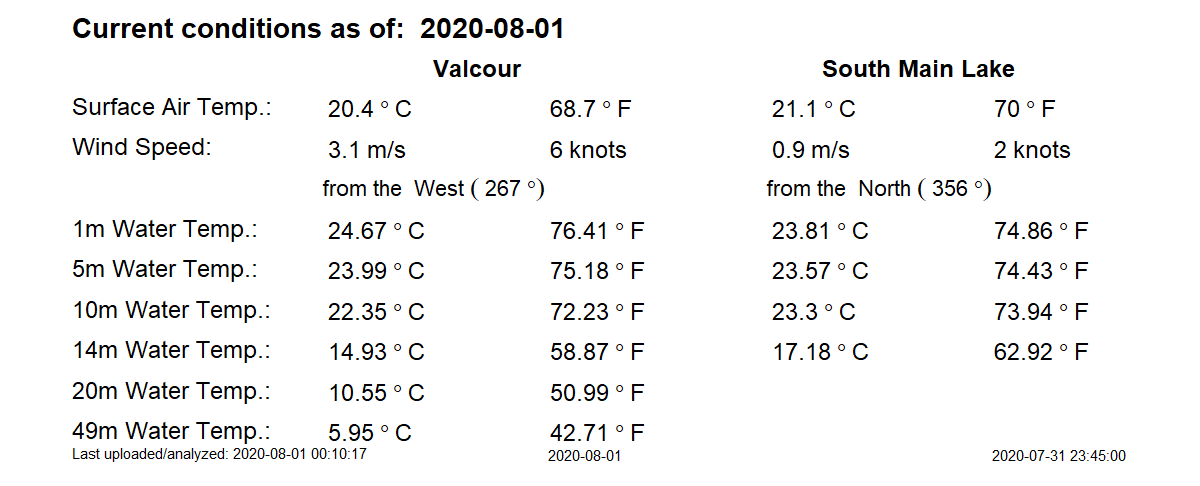 Current conditions as of: 2020-08-01
Valcour South Main Lake
Surface Air Temp.: 20.4 ° C 68.7 ° F 21.1 ° C 70 ° F
Wind Speed: 3.1 m/s 6 knots 0.9 m/s 2 knots
from the West ( 267 °) from the North ( 356 °)
1m Water Temp.: 24.67 ° C 76.41 ° F 23.81 ° C 74.86 ° F
5m Water Temp.: 23.99 ° C 75.18 ° F 23.57 ° C 74.43 ° F
10m Water Temp.: 22.35 ° C 72.23 ° F 23.3 ° C 73.94 ° F
14m Water Temp.: 14.93 ° C 58.87 ° F 17.18 ° C 62.92 ° F
20m Water Temp.: 10.55 ° C 50.99 ° F
49m Water Temp.: 5.95 ° C 42.71 ° F
Last uploaded/analyzed: 2020-08-01 00:10:17 2020-08-01 2020-07-31 23:45:00